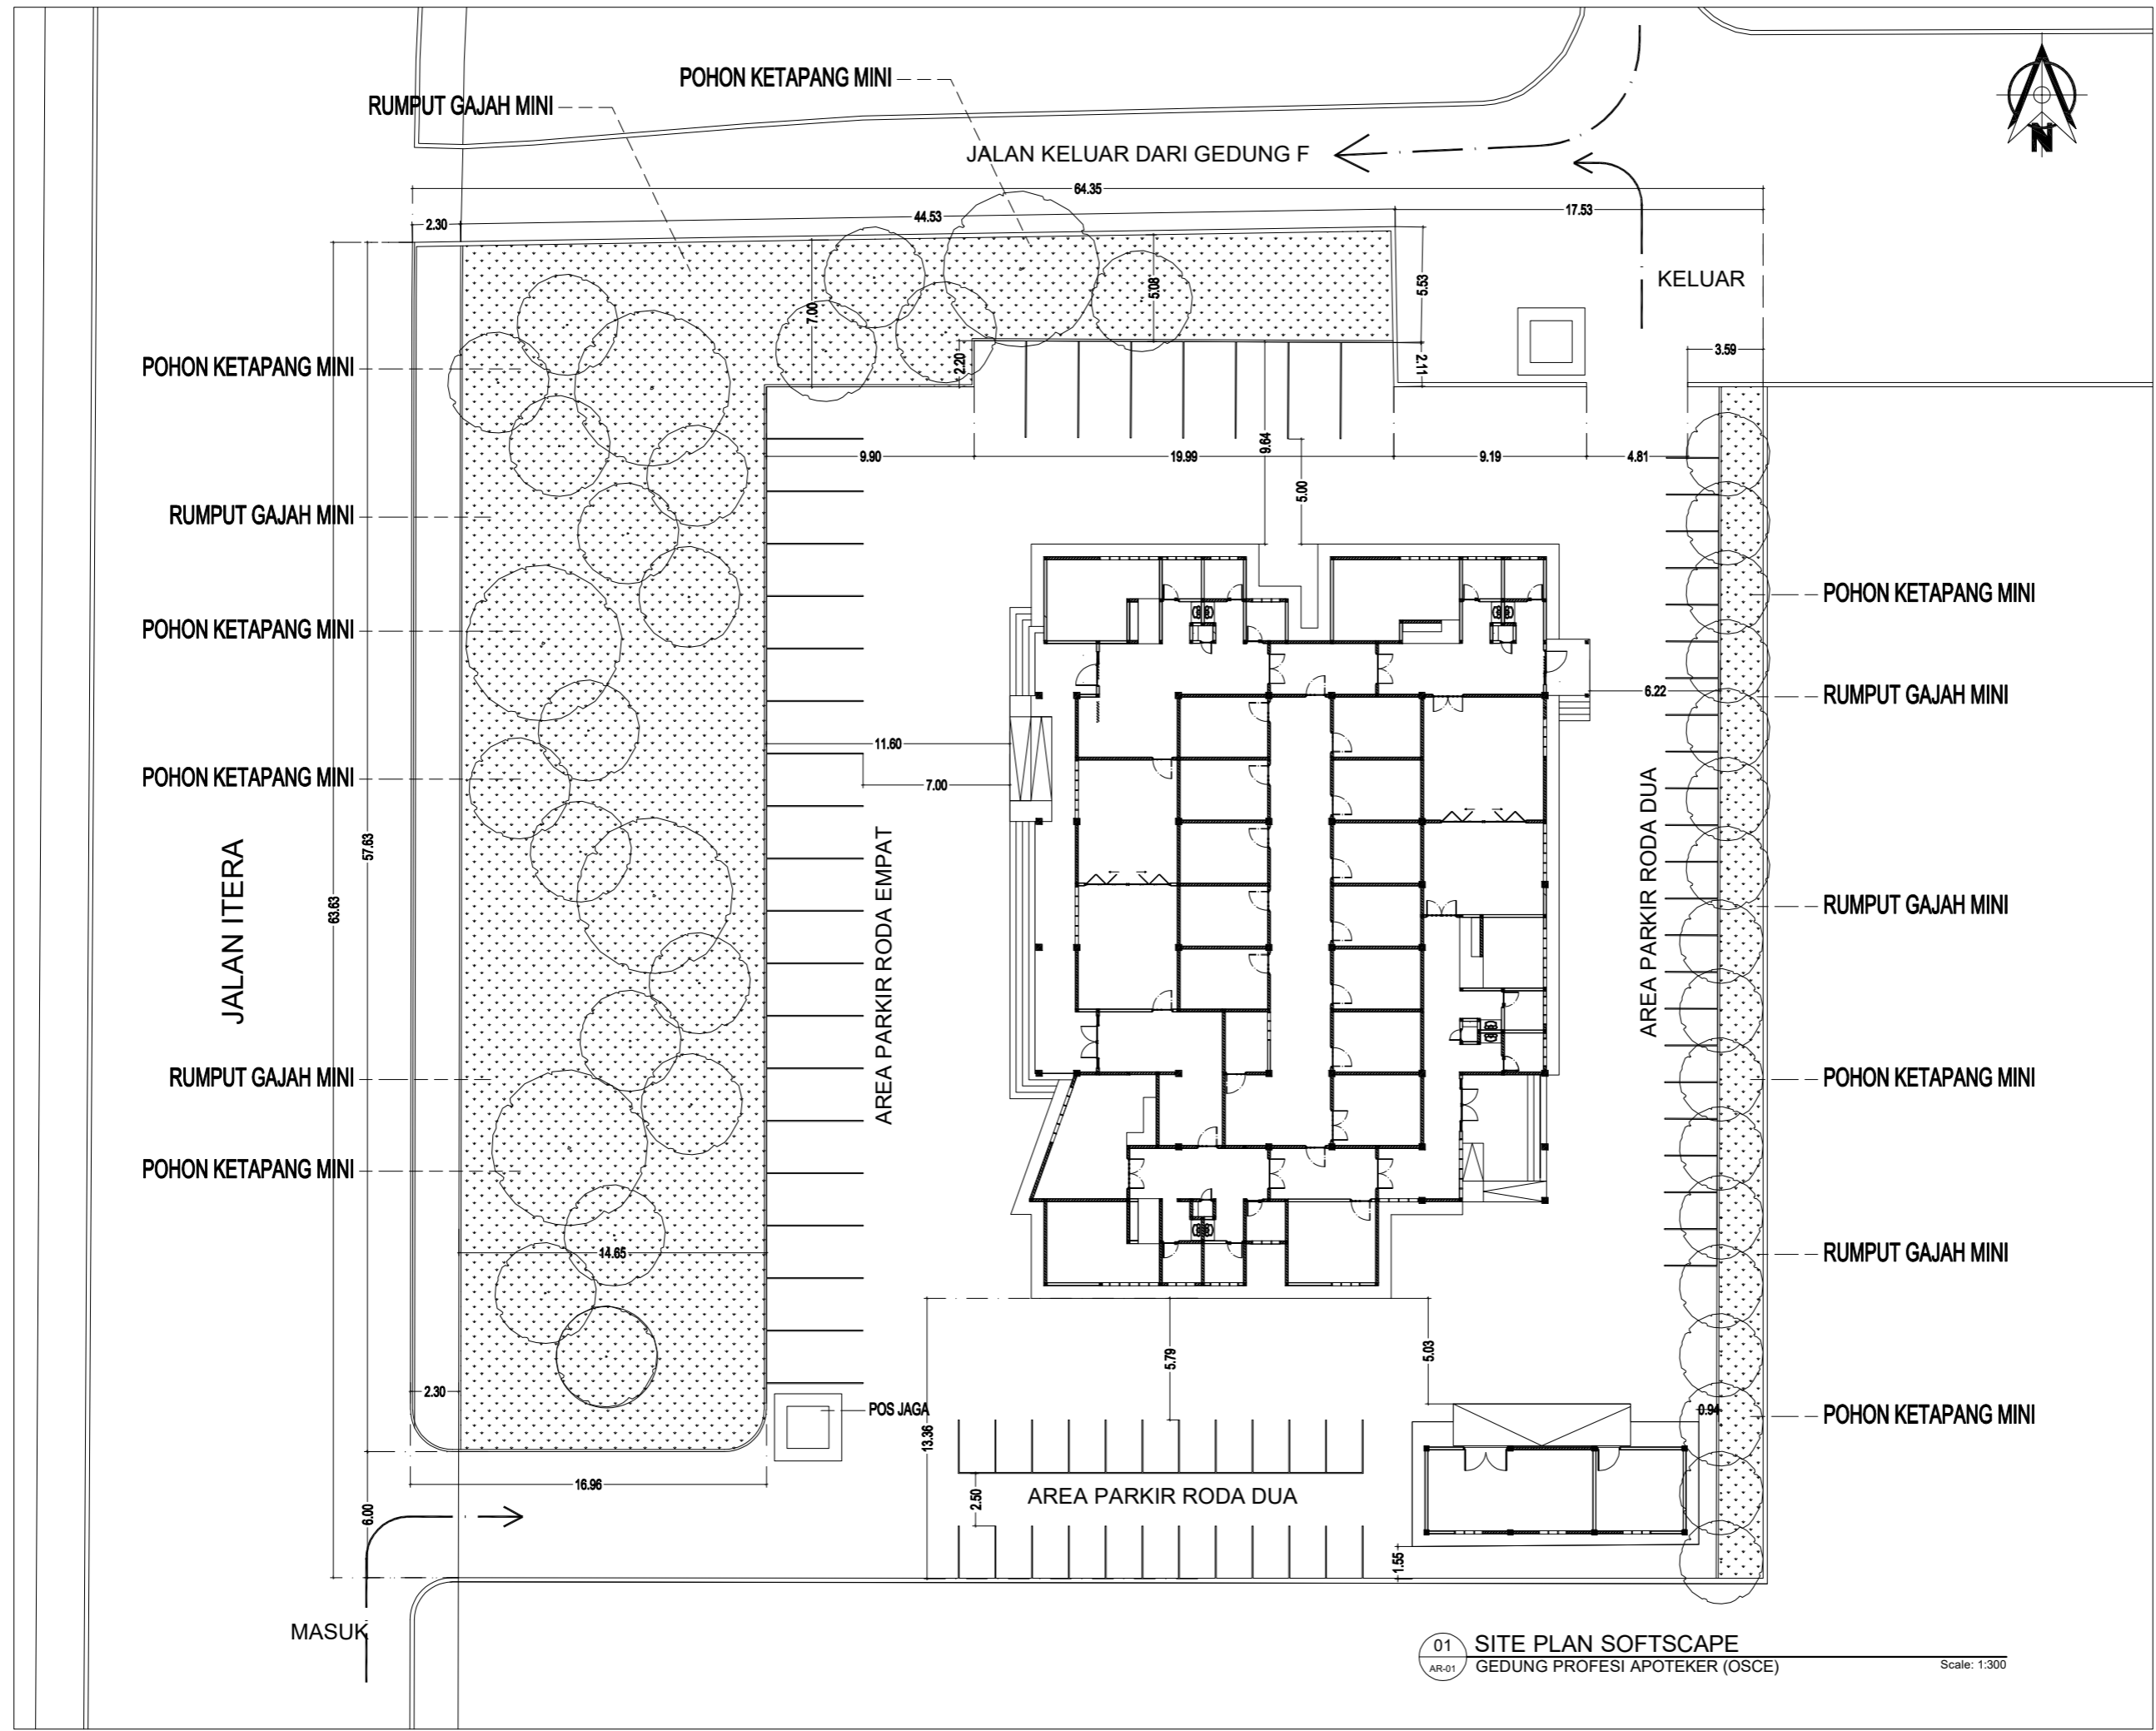 POHON KETAPANG MINI
RUMPUT GAJAH MINI
JALAN KELUAR DARI GEDUNG F
N
64.35
44.53
17.53
2.30
KELUAR
5.53
5.08
7.00
2.20
2.11
3.59
POHON KETAPANG MINI
9.64
9.90
19.99
9.19
4.81
5.00
RUMPUT GAJAH MINI
POHON KETAPANG MINI
POHON KETAPANG MINI
6.22
RUMPUT GAJAH MINI
11.60
7.00
POHON KETAPANG MINI
57.63
63.63
JALAN ITERA
AREA PARKIR RODA EMPAT
AREA PARKIR RODA DUA
RUMPUT GAJAH MINI
RUMPUT GAJAH MINI
POHON KETAPANG MINI
POHON KETAPANG MINI
14.65
RUMPUT GAJAH MINI
5.79
5.03
2.30
POS JAGA
0.94
POHON KETAPANG MINI
13.36
16.96
2.50
AREA PARKIR RODA DUA
6.00
1.55
MASUK
01
AR-01
SITE PLAN SOFTSCAPE
GEDUNG PROFESI APOTEKER (OSCE)
Scale: 1:300